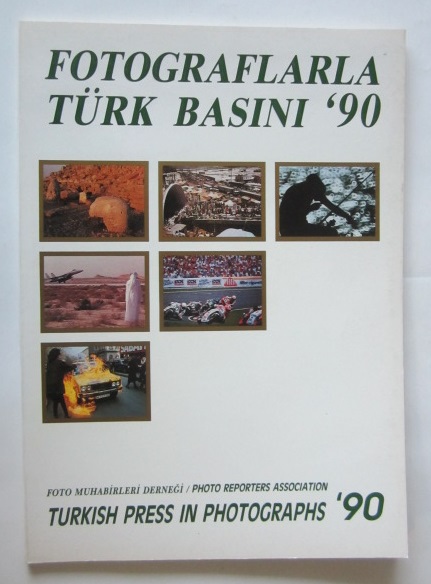 FOTOGRAFLARLA
TÜRK BASINI ‘90
FOTO MUHABİRLERİ DERNEĞİ / PHOTO REPORTERS ASSOCIATION
TURKISH PRESS IN PHOTOGRAPHS ‘90